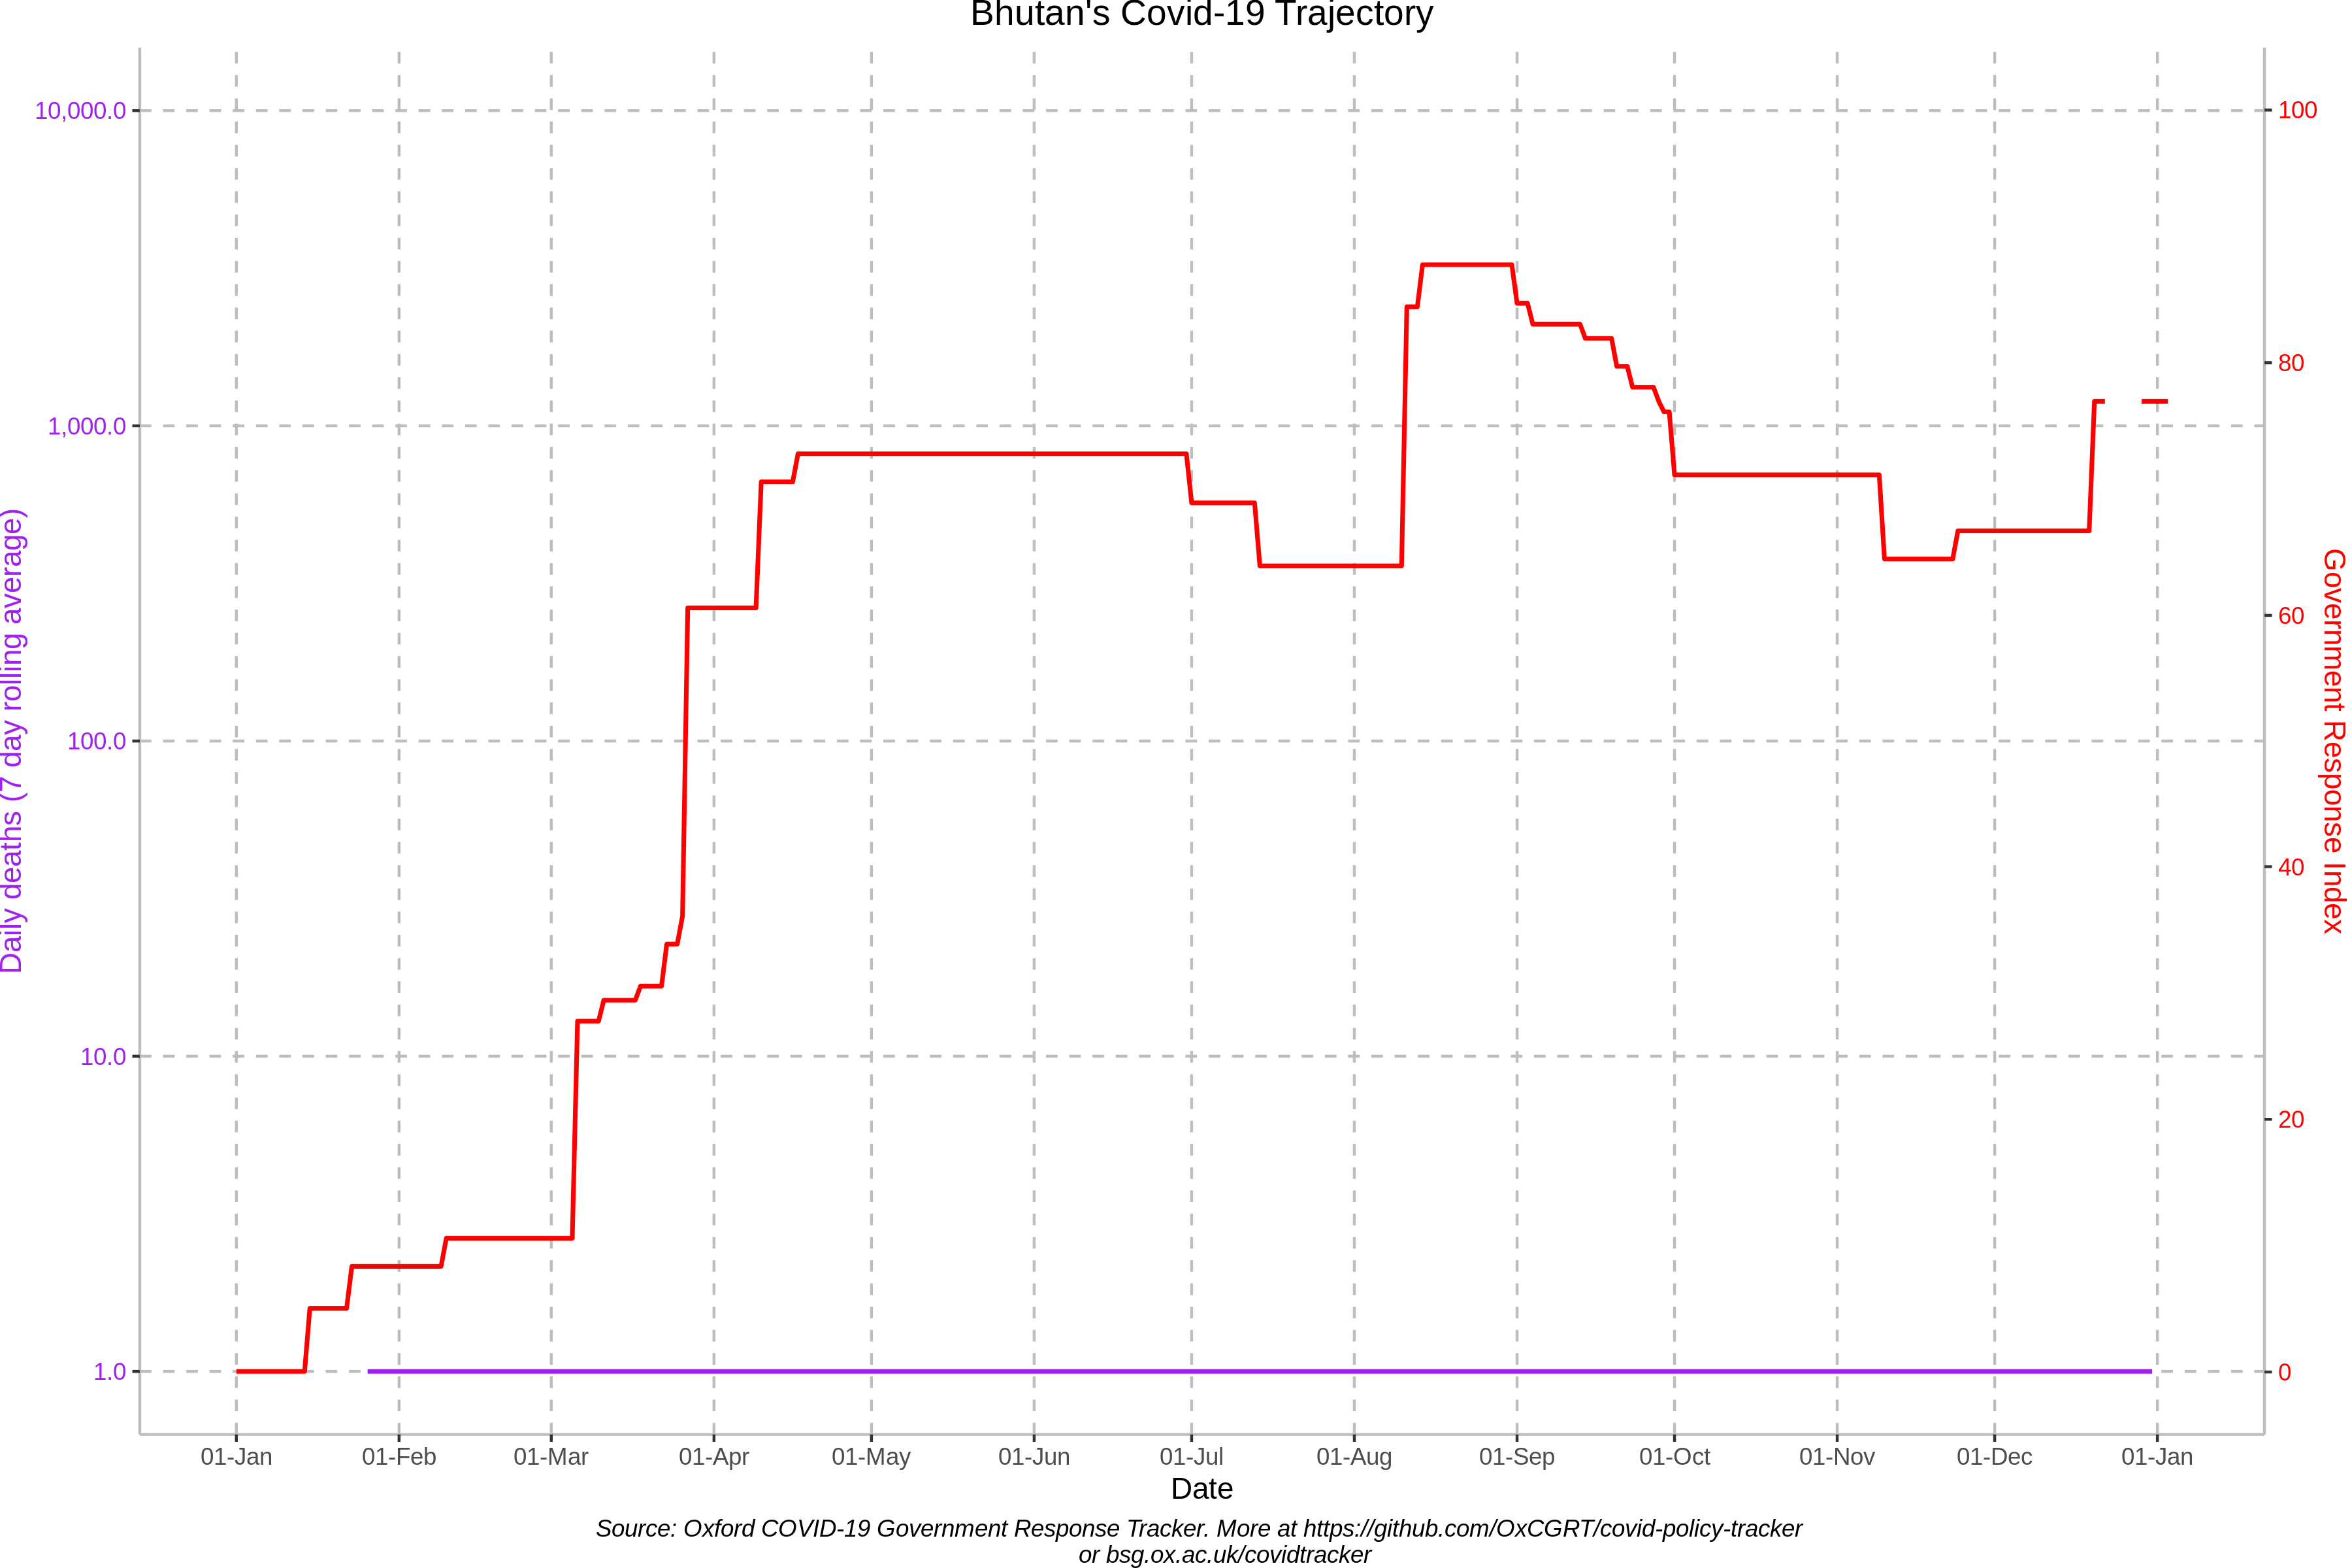 Bhutan's Covid-19 Trajectory
10,000.0
1,000.0
100.0
10.0
1.0
Daily deaths (7 day rolling average)
100
80
60
40
20
0
Government Response Index
01-Jan 01-Feb 01-Mar 01-Apr 01-May 01-Jun 01-Jul 01-Aug 01-Sep 01-Oct 01-Nov 01-Dec 01-Jan
Date
Source: Oxford COVID-19 Government Response Tracker. More at https://github.com/OxCGRT/covid-policy-tracker
or bsg.ox.ac.uk/covidtracker